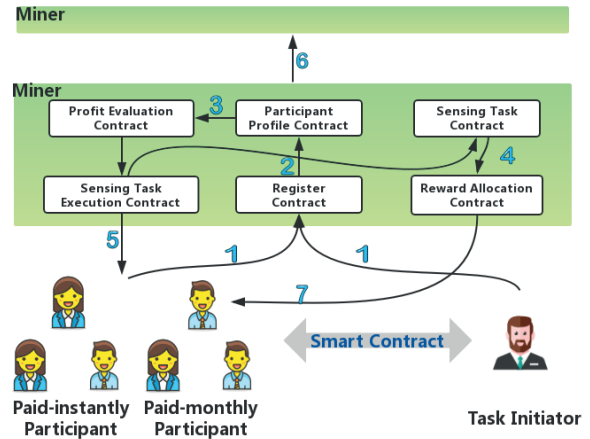 Miner
6
Miner
Profit Evaluation
Contract
3
Participant
Profile Contract
Sensing Task
Contract
2
4
Sensing Task
Execution Contract
Register
Contract
Reward Allocation
Contract
5
1
1
7
Smart Contract
Paid-instantly
Participant
Paid-monthly
Participant
Task Initiator